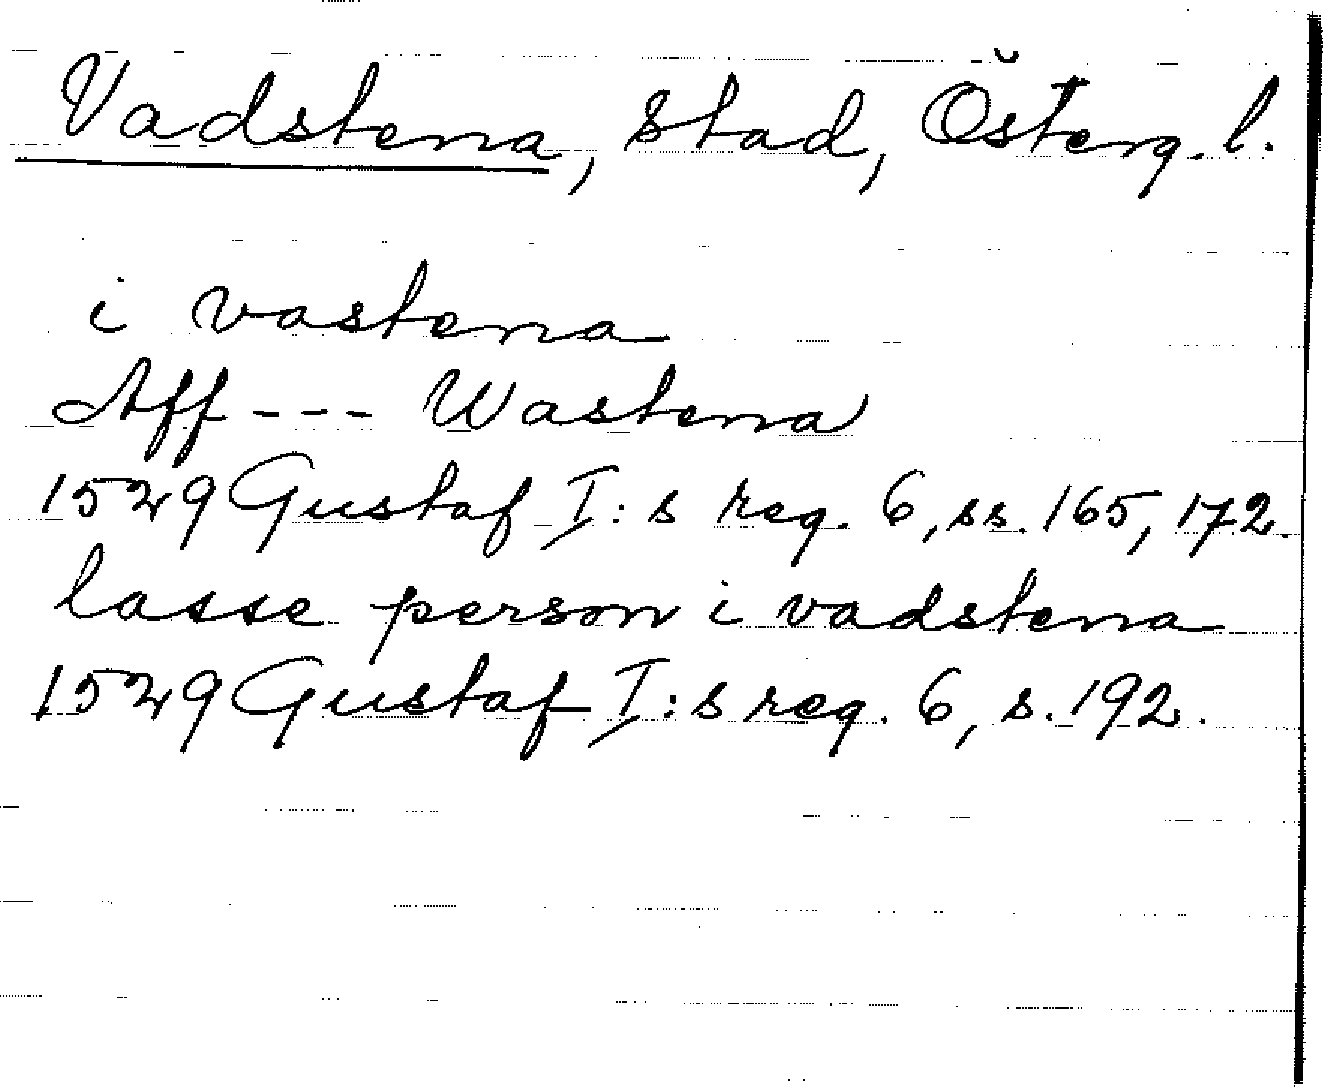 Vadstena, stad, Österg. l.
i vastena
Aff --- Wastena
1529 Gustaf I:s reg. 6, ss. 165, 172.
lasse person i vadstena
1529 Gustaf I:s reg. 6, s. 192.